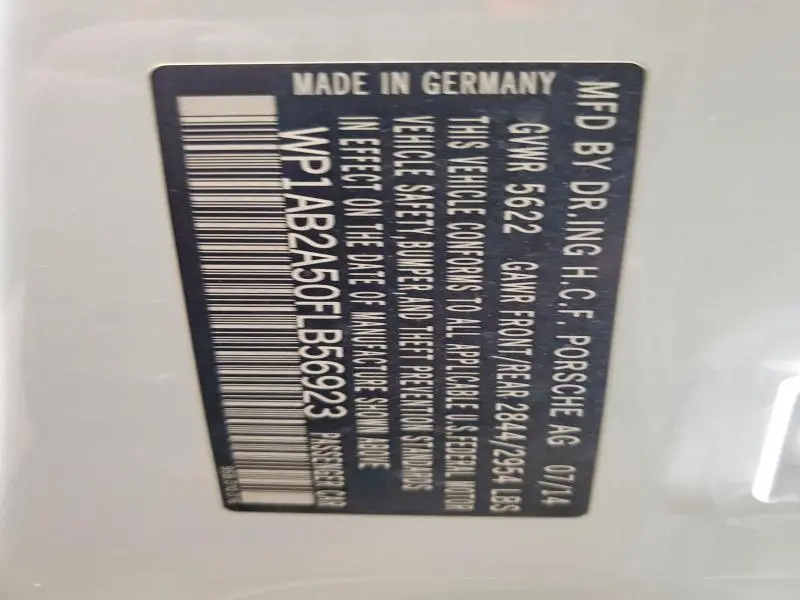 MFD BY DR.ING H.C.F. PORSCHE AG 07/14
GVWR 5622 GAWR FRONT/REAR 2844/2954 LBS
THIS VEHICLE CONFORMS TO ALL APPLICABLE U.S.FEDERAL MOTOR
VEHICLE SAFETY,BUMPER,AND THEFT PREVENTION STANDARDS
IN EFFECT ON THE DATE OF MANUFACTURE SHOWN ABOVE
WP1AB2A50FLB56923 PASSENGER CAR
MADE IN GERMANY